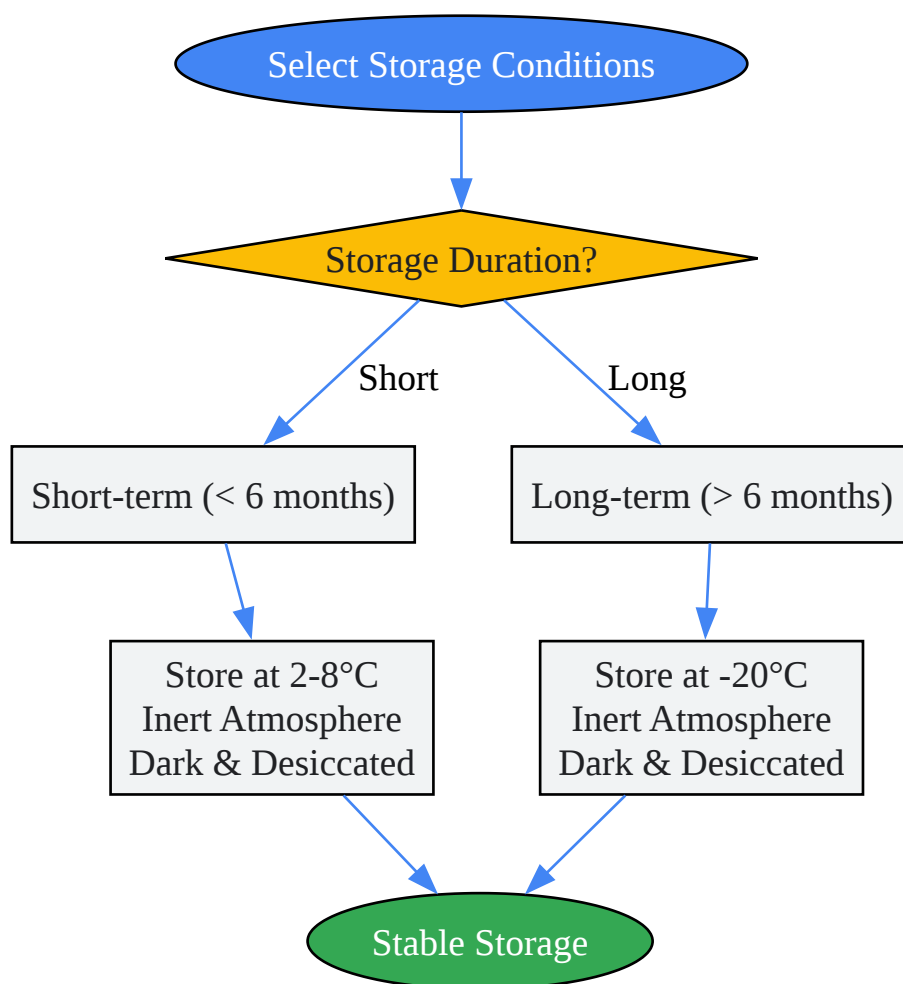 Select Storage Conditions
Storage Duration?
Short
Long
Short-term (< 6 months)
Long-term (> 6 months)
Store at 2-8°C
Inert Atmosphere
Dark & Desiccated
Store at -20°C
Inert Atmosphere
Dark & Desiccated
Stable Storage